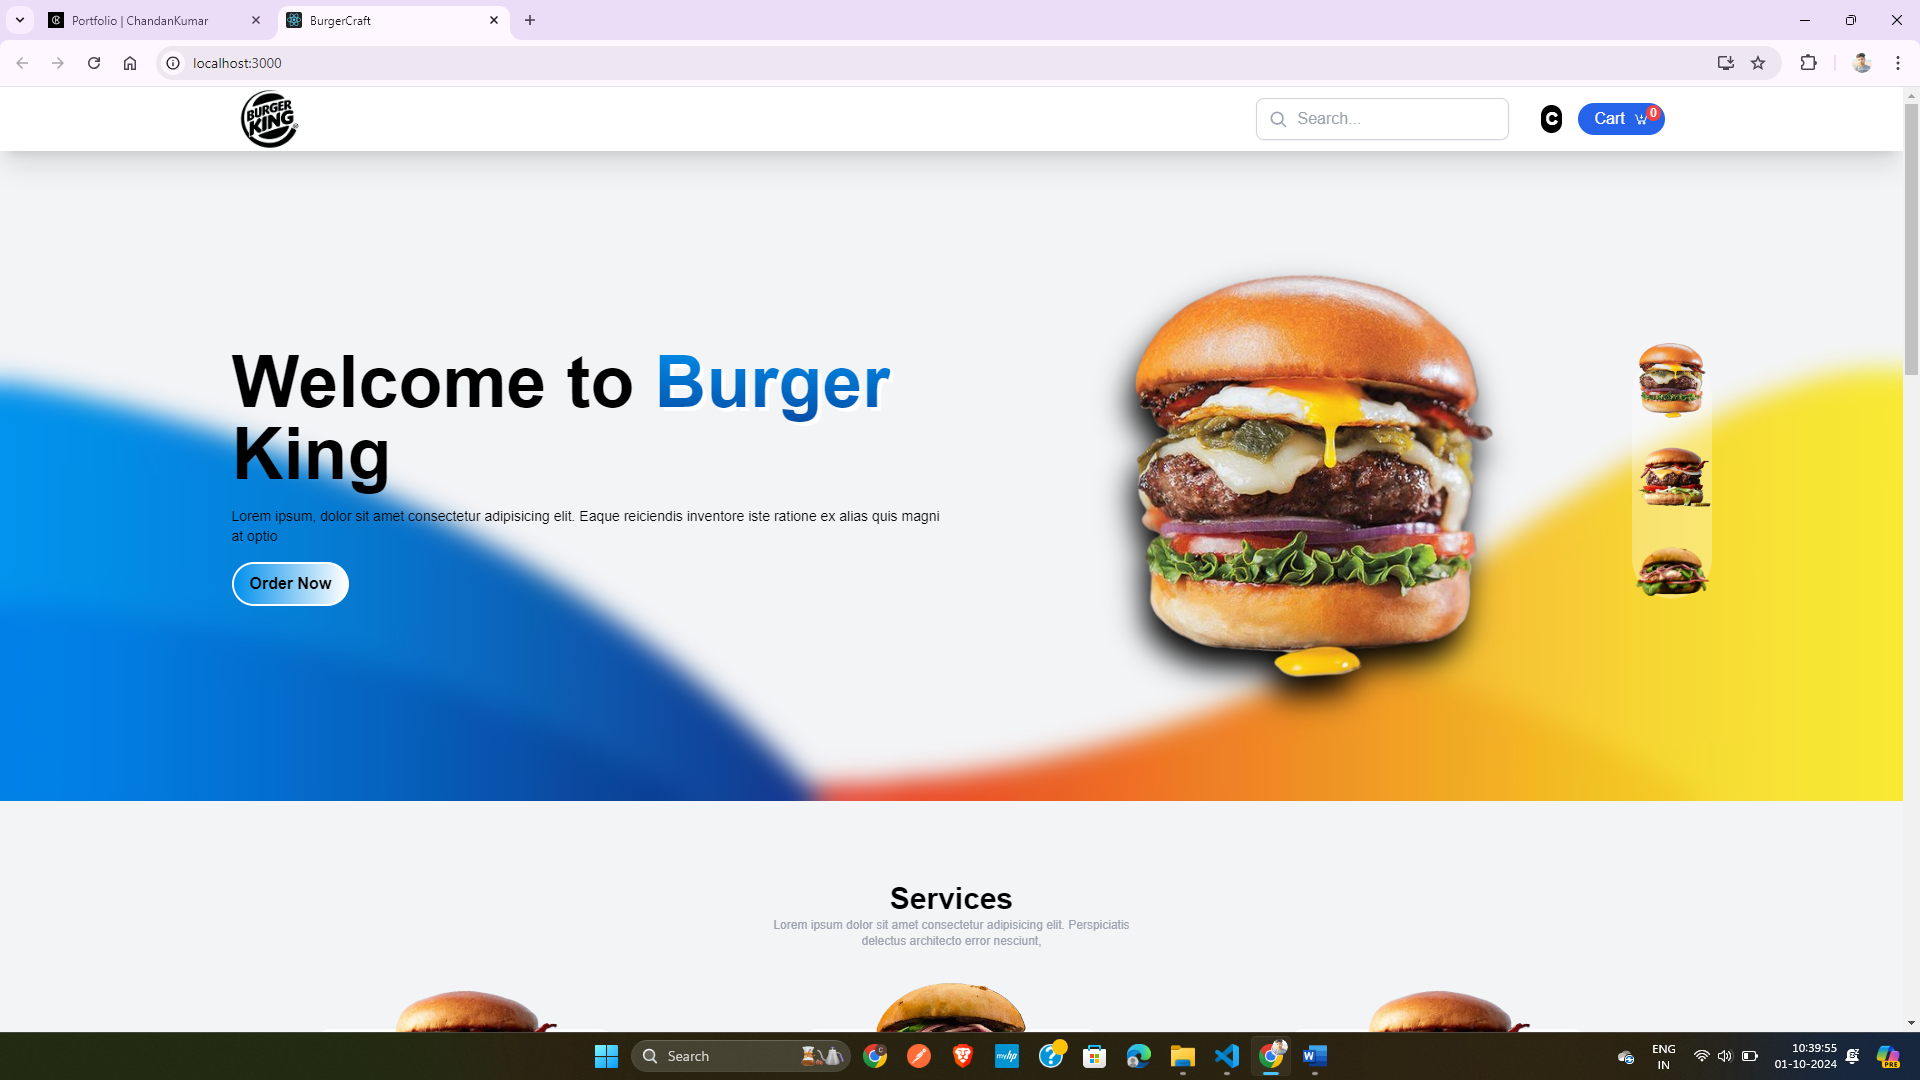 Portfolio | ChandanKumar
BurgerCraft
localhost:3000
BURGER
KING
Search...
C
Cart
0
Welcome to Burger
King
Lorem ipsum, dolor sit amet consectetur adipisicing elit. Eaque reiciendis inventore iste ratione ex alias quis magni
at optio
Order Now
Services
Lorem ipsum dolor sit amet consectetur adipisicing elit. Perspiciatis
delectus architecto error nesciunt,
Search
myhp
ENG
IN
10:39:55
01-10-2024
PRE